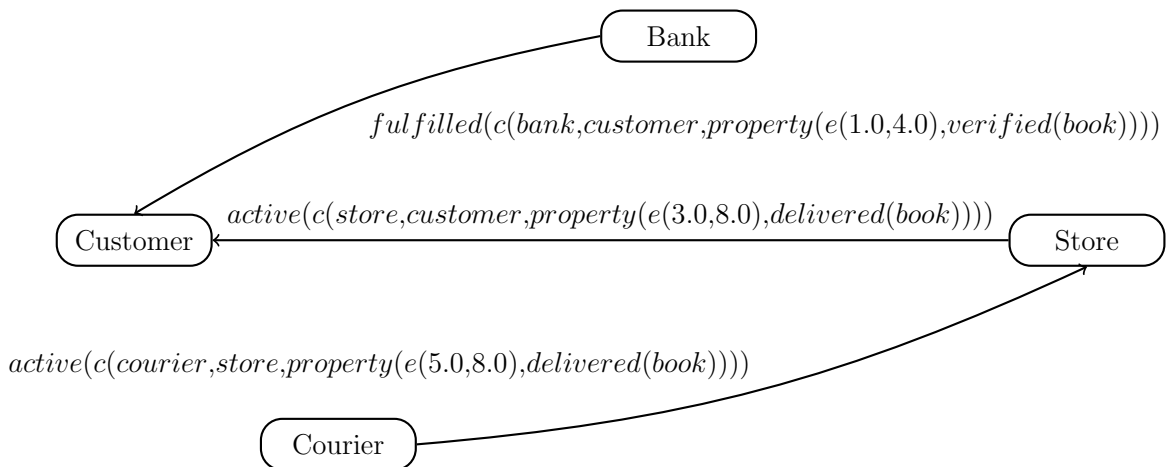 Bank
fulfilled(c(bank,customer,property(e(1.0,4.0),verified(book))))
active(c(store,customer,property(e(3.0,8.0),delivered(book))))
Customer
Store
active(c(courier,store,property(e(5.0,8.0),delivered(book))))
Courier